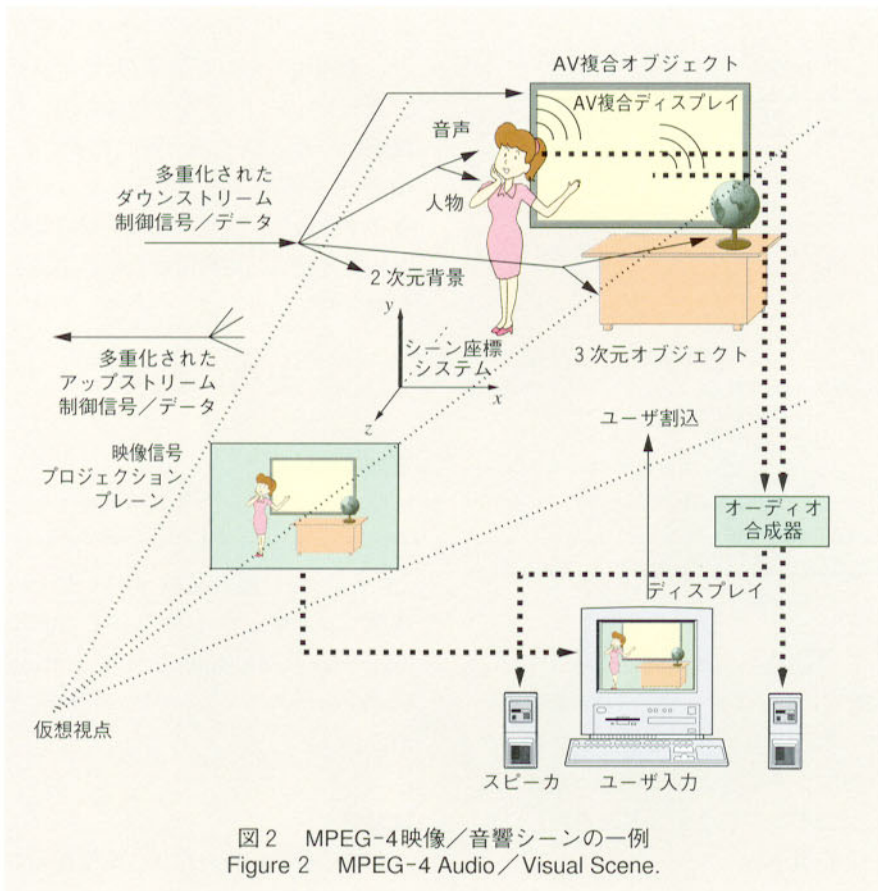 AV複合オブジェクト
AV複合ディスプレイ
音声
多重化された
ダウンストリーム
制御信号／データ
人物
2次元背景
y
シーン座標
システム
x
z
3次元オブジェクト
多重化された
アップストリーム
制御信号／データ
ユーザ割込
映像信号
プロジェクション
プレーン
オーディオ
合成器
ディスプレイ
仮想視点
スピーカ
ユーザ入力
図2 MPEG-4映像／音響シーンの一例
Figure 2 MPEG-4 Audio／Visual Scene.